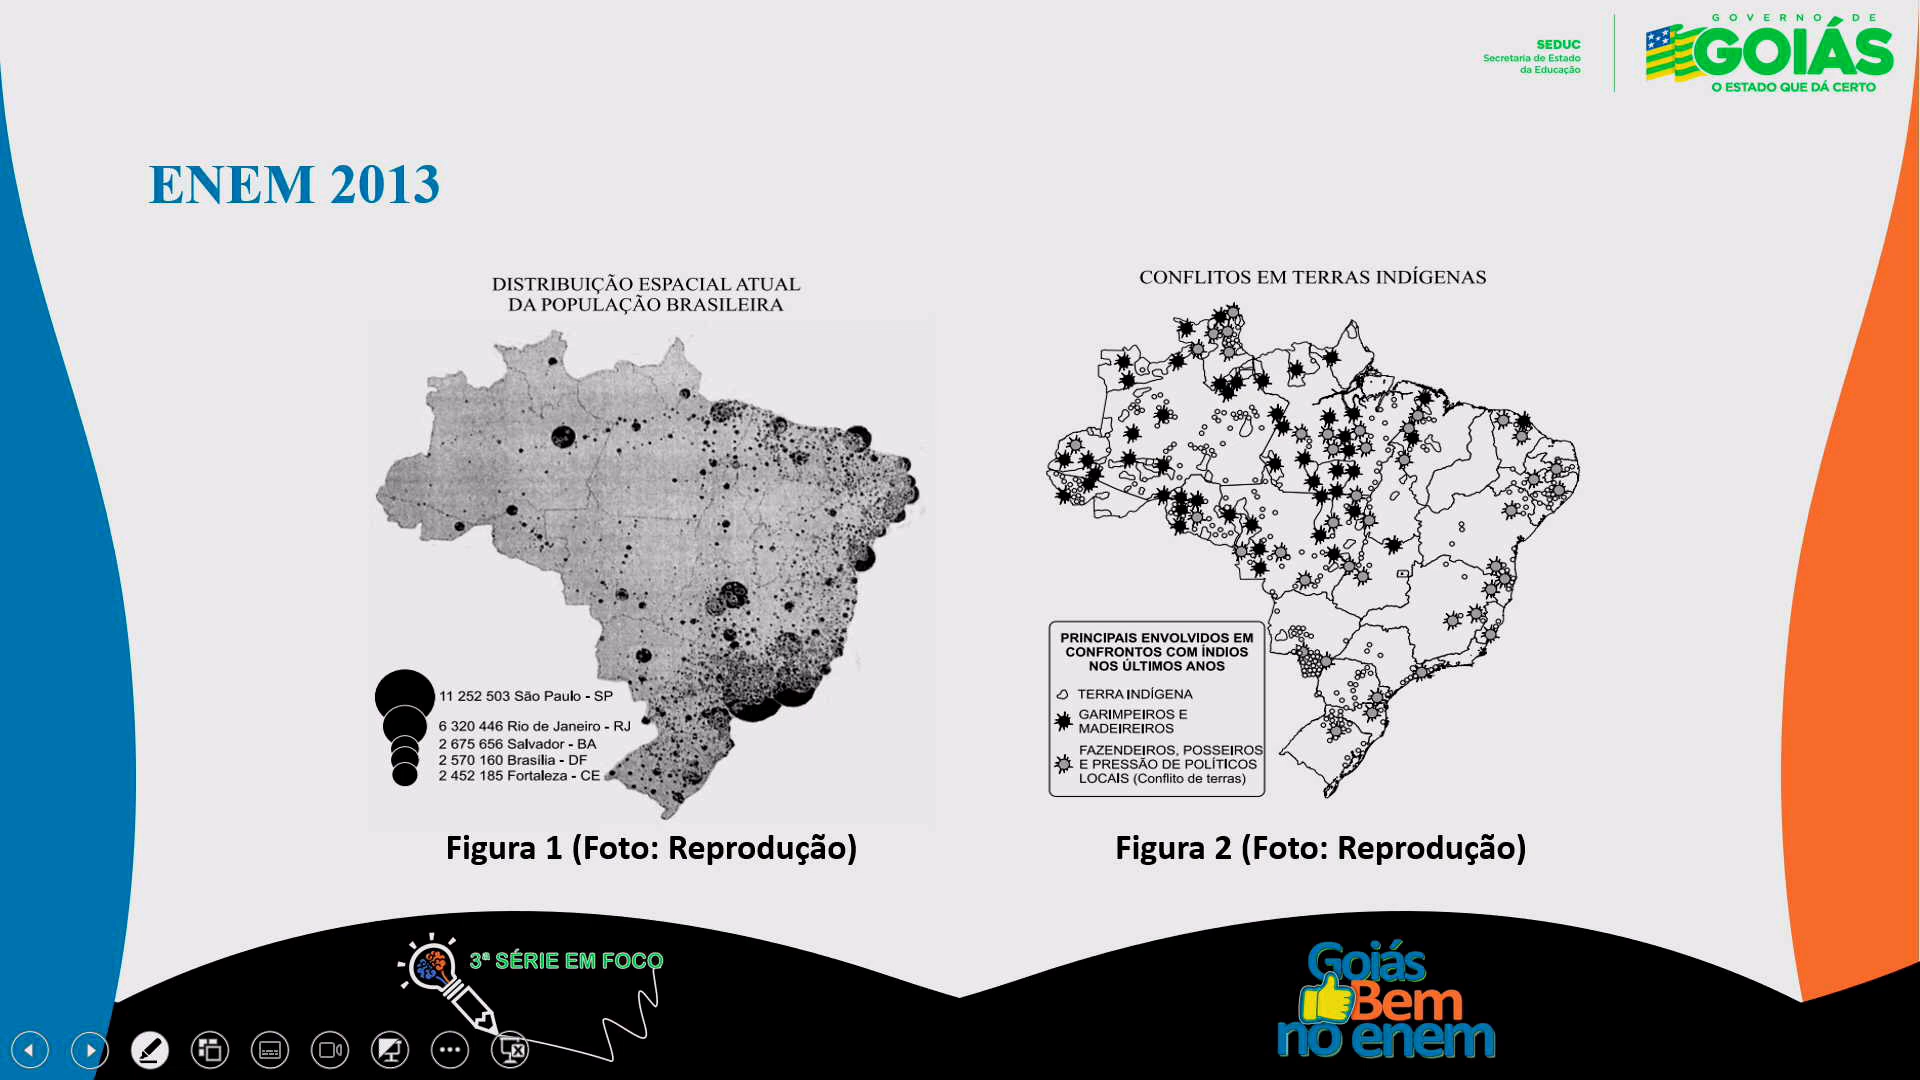 SEDUC
Secretaria de Estado
da Educação
GOVERNO DE
GOIÁS
O ESTADO QUE DÁ CERTO
ENEM 2013
DISTRIBUIÇÃO ESPACIAL ATUAL
DA POPULAÇÃO BRASILEIRA
11 252 503 São Paulo - SP
6 320 446 Rio de Janeiro - RJ
2 675 656 Salvador - BA
2 570 160 Brasília - DF
2 452 185 Fortaleza - CE
Figura 1 (Foto: Reprodução)
CONFLITOS EM TERRAS INDÍGENAS
PRINCIPAIS ENVOLVIDOS EM
CONFRONTOS COM ÍNDIOS
NOS ÚLTIMOS ANOS
TERRA INDÍGENA
GARIMPEIROS E
MADEIREIROS
FAZENDEIROS, POSSEIROS
E PRESSÃO DE POLÍTICOS
LOCAIS (Conflito de terras)
Figura 2 (Foto: Reprodução)
3ª SÉRIE EM FOCO
Goiás
Bem
no enem